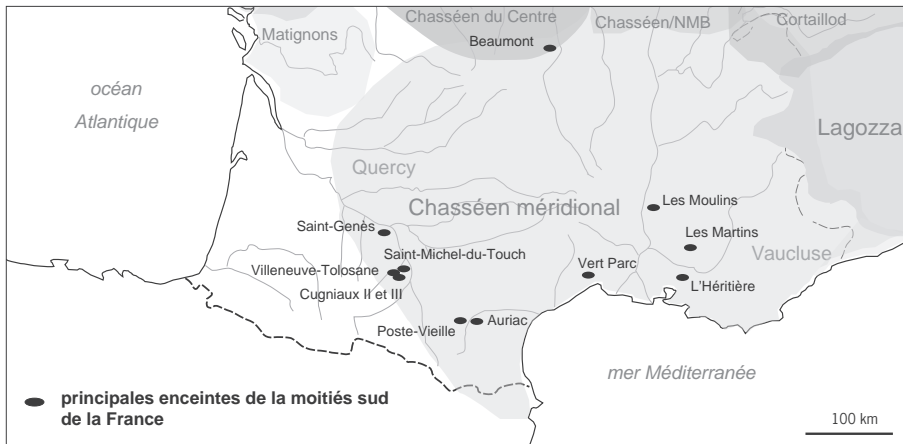 Chasséen du Centre
Chasséen/NMB
Cortaillod
Matignons
Beaumont
océan
Atlantique
Lagozza
Quercy
Chasséen méridional
Les Moulins
Saint-Genès
Les Martins
Saint-Michel-du-Touch
Vaucluse
Villeneuve-Tolosane
Vert Parc
Cugniaux II et III
L'Héritière
Poste-Vieille
Auriac
mer Méditerranée
principales enceintes de la moitiés sud
de la France
100 km